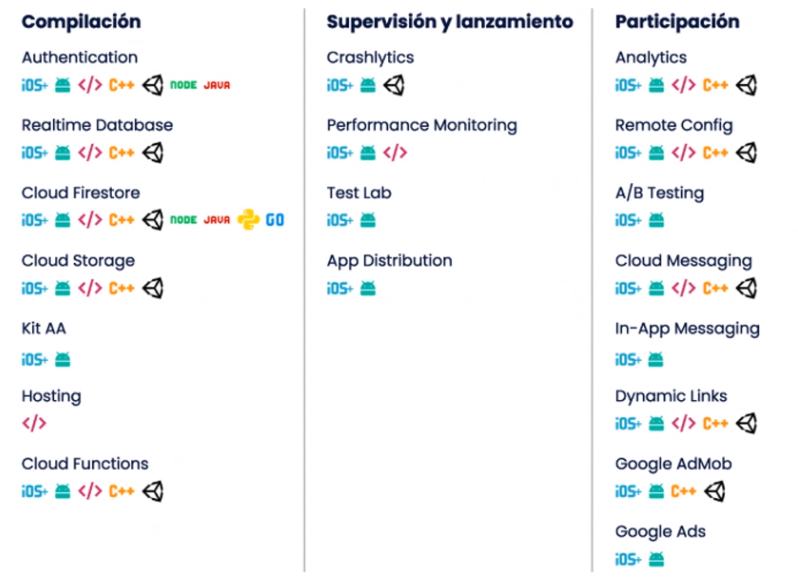 Compilación
Authentication
iOS+ </> C++ NODE JAVA
Realtime Database
iOS+ </> C++
Cloud Firestore
iOS+ </> C++ NODE JAVA GO
Cloud Storage
iOS+ </> C++
Kit AA
iOS+
Hosting
</>
Cloud Functions
iOS+ </> C++
Supervisión y lanzamiento
Crashlytics
iOS+
Performance Monitoring
iOS+ </>
Test Lab
iOS+
App Distribution
iOS+
Participación
Analytics
iOS+ </> C++
Remote Config
iOS+ </> C++
A/B Testing
iOS+
Cloud Messaging
iOS+ </> C++
In-App Messaging
iOS+
Dynamic Links
iOS+ </> C++
Google AdMob
iOS+ C++
Google Ads
iOS+